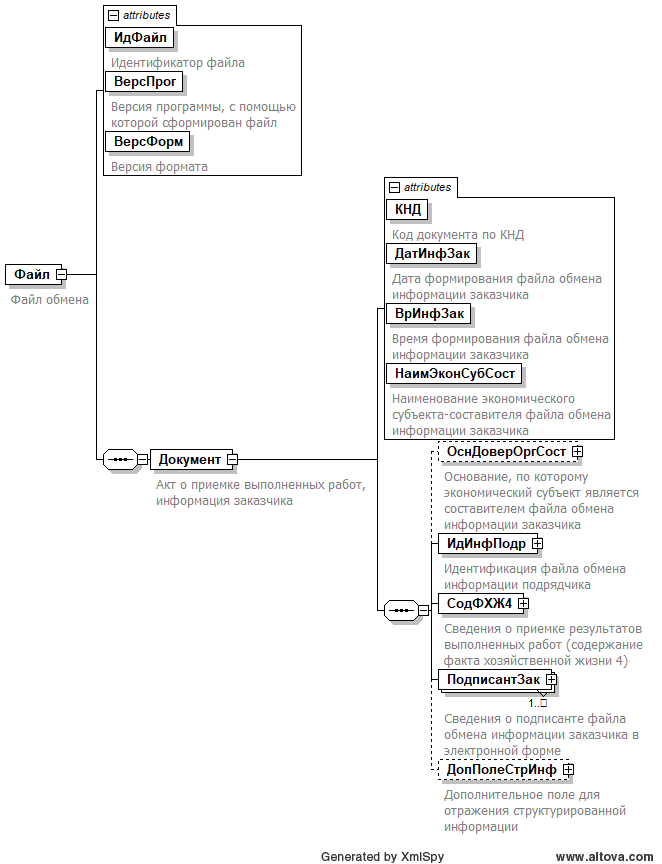 attributes
ИдФайл
Идентификатор файла
ВерсПрог
Версия программы, с помощью
которой сформирован файл
ВерсФорм
Версия формата
Файл
Файл обмена
Документ
Акт о приемке выполненных работ,
информация заказчика
attributes
КНД
Код документа по КНД
ДатИнфЗак
Дата формирования файла обмена
информации заказчика
ВрИнфЗак
Время формирования файла обмена
информации заказчика
НаимЭконСубСост
Наименование экономического
субъекта-составителя файла обмена
информации заказчика
ОснДоверОргСост
Основание, по которому
экономический субъект является
составителем файла обмена
информации заказчика
ИдИнфПодр
Идентификация файла обмена
информации подрядчика
СодФХЖ4
Сведения о приемке результатов
выполненных работ (содержание
факта хозяйственной жизни 4)
ПодписантЗак
1..
Сведения о подписанте файла
обмена информации заказчика в
электронной форме
ДопПолеСтрИнф
Дополнительное поле для
отражения структурированной
информации
Generated by XmlSpy
www.altova.com